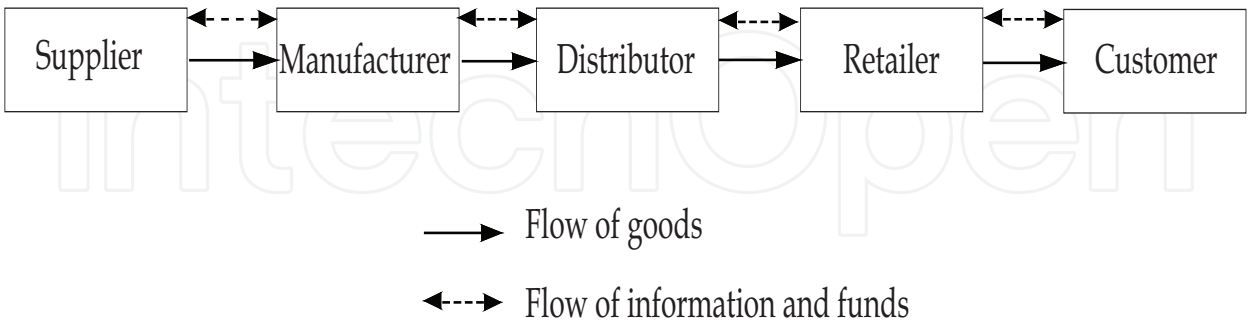 Supplier
Manufacturer
Distributor
Retailer
Customer
IntechOpen
Flow of goods
Flow of information and funds